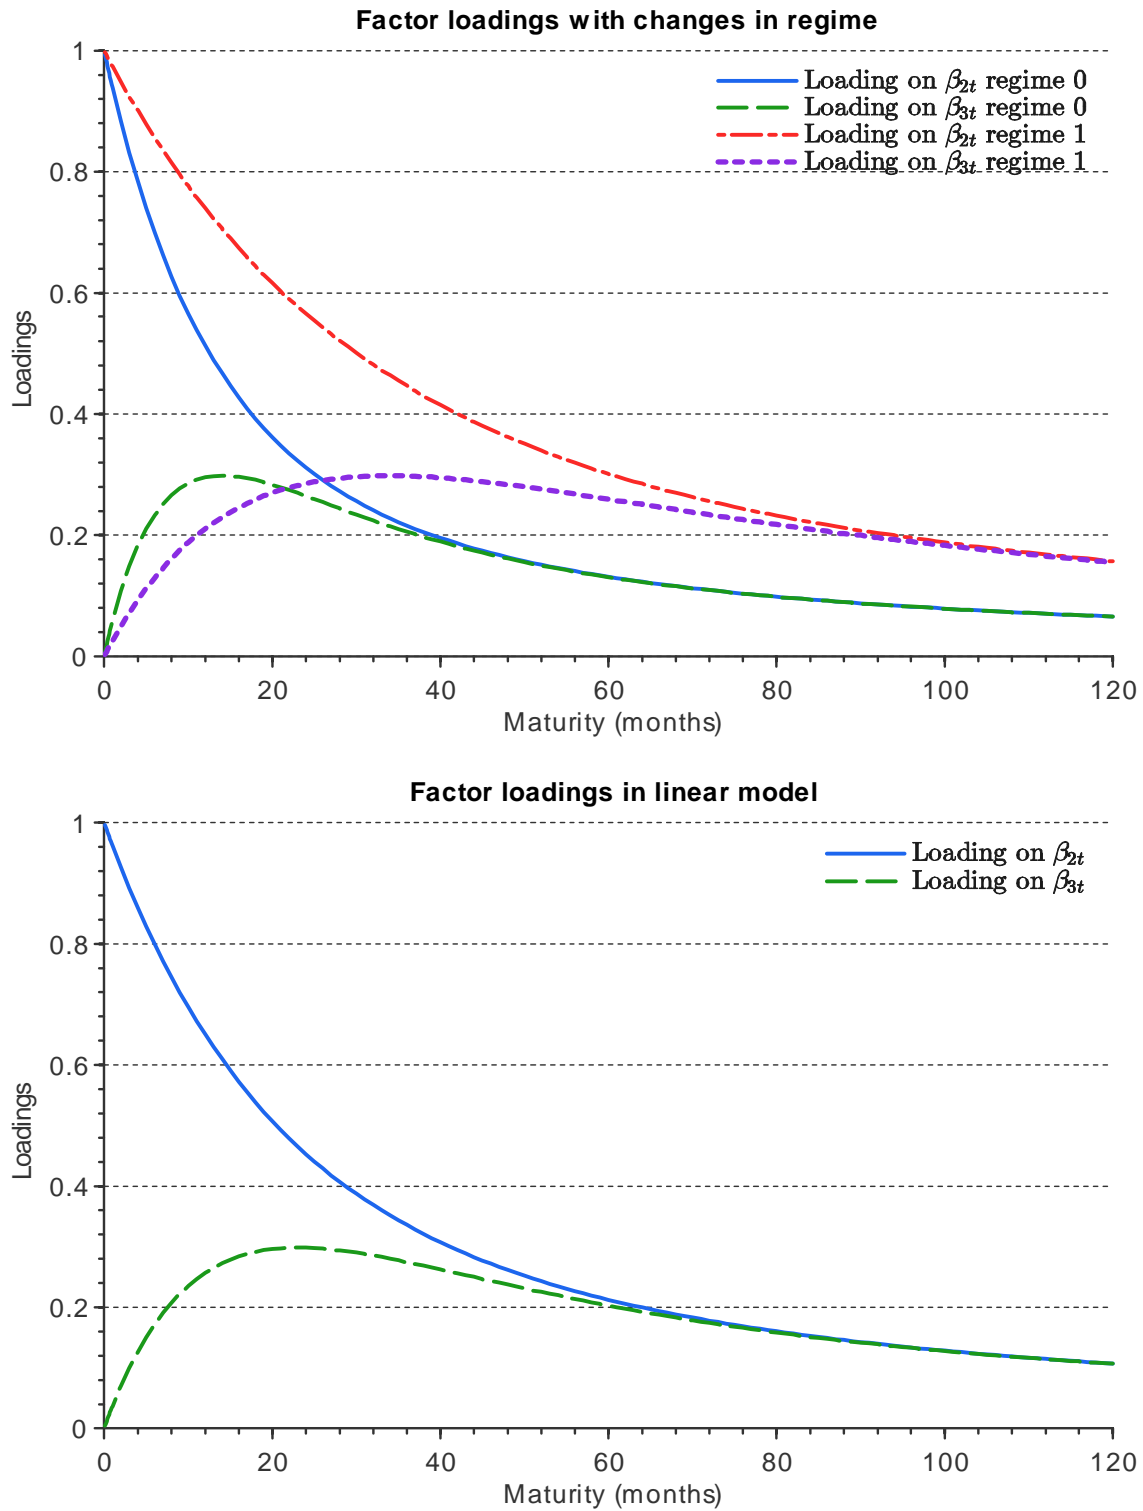 Factor loadings with changes in regime
1
0.8
0.6
0.4
0.2
0
Loadings
Loading on β2t regime 0
Loading on β3t regime 0
Loading on β2t regime 1
Loading on β3t regime 1
0 20 40 60 80 100 120
Maturity (months)
Factor loadings in linear model
1
0.8
0.6
0.4
0.2
0
Loadings
Loading on β2t
Loading on β3t
0 20 40 60 80 100 120
Maturity (months)